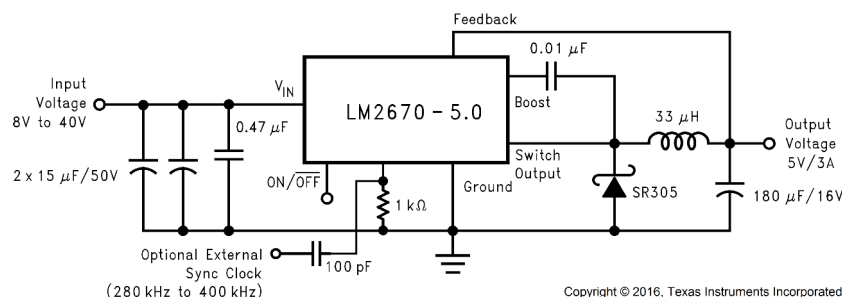 Feedback
0.01 μF
Input
Voltage
8V to 40V
V_IN
LM2670 - 5.0
Boost
33 μH
Output
Voltage
5V/3A
0.47 μF
2 x 15 μF/50V
ON/O̅F̅F̅
Switch
Output
Ground
1 kΩ
SR305
180 μF/16V
Optional External
Sync Clock
(280 kHz to 400 kHz)
100 pF
Copyright © 2016, Texas Instruments Incorporated